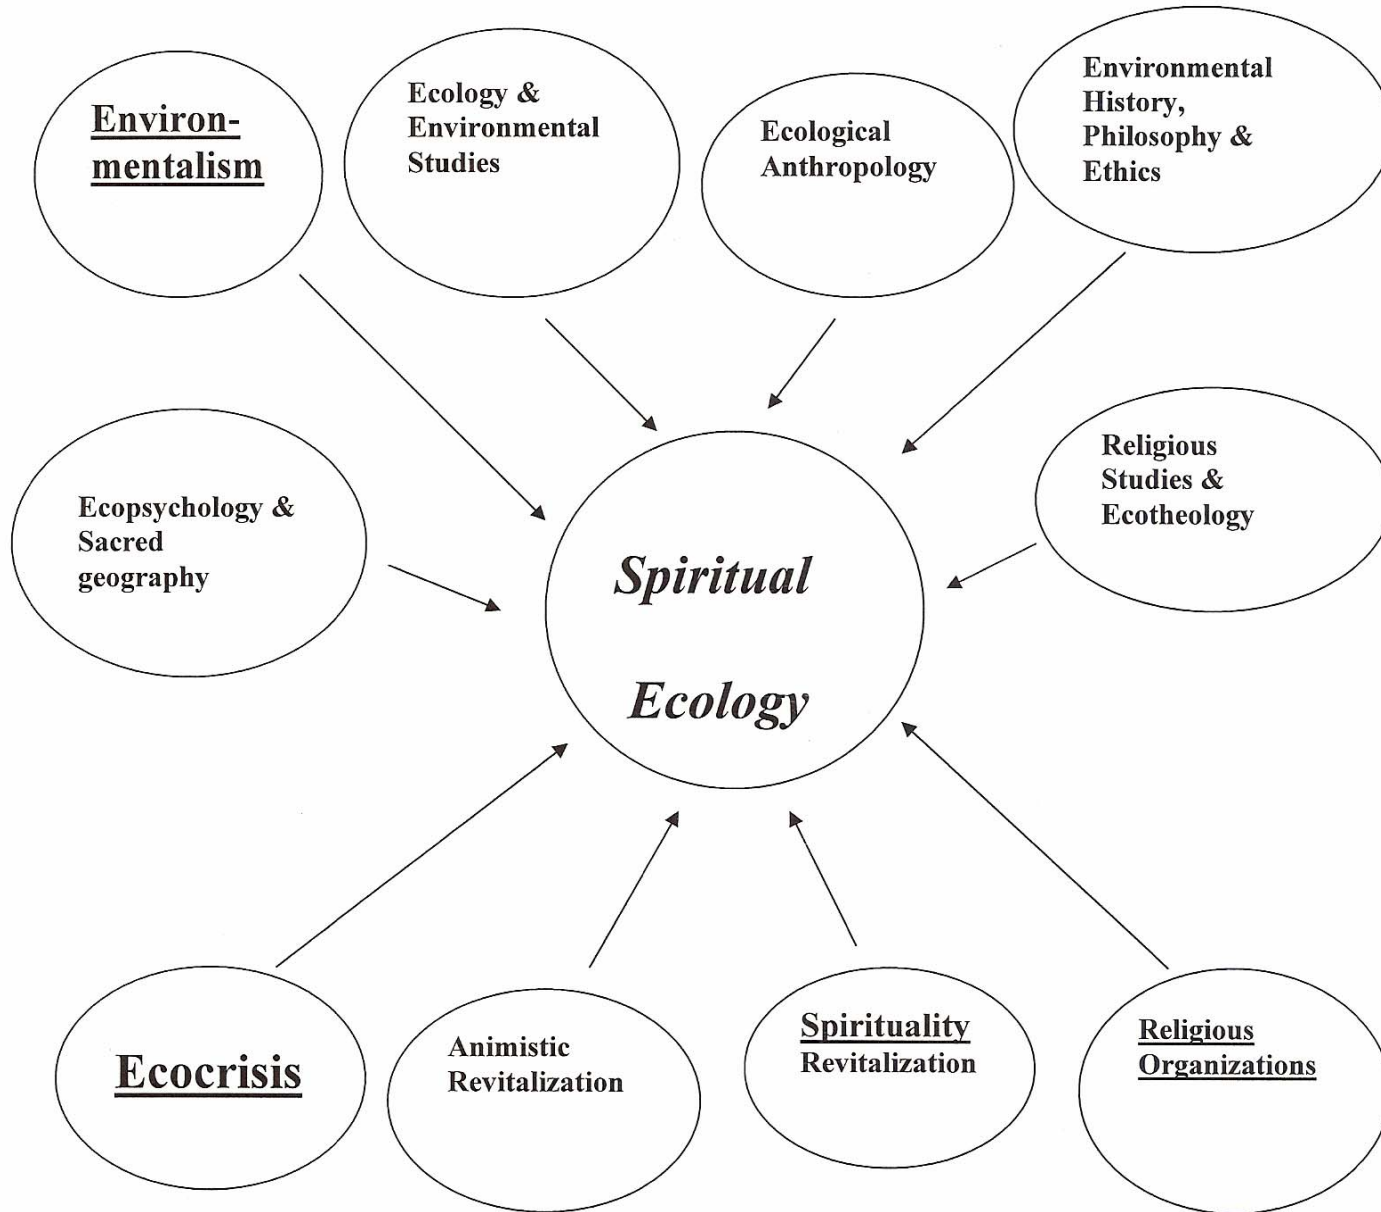 Environ-
mentalism
Ecology &
Environmental
Studies
Ecological
Anthropology
Environmental
History,
Philosophy &
Ethics
Ecopsychology &
Sacred
geography
Spiritual
Ecology
Religious
Studies &
Ecotheology
Ecocrisis
Animistic
Revitalization
Spirituality
Revitalization
Religious
Organizations